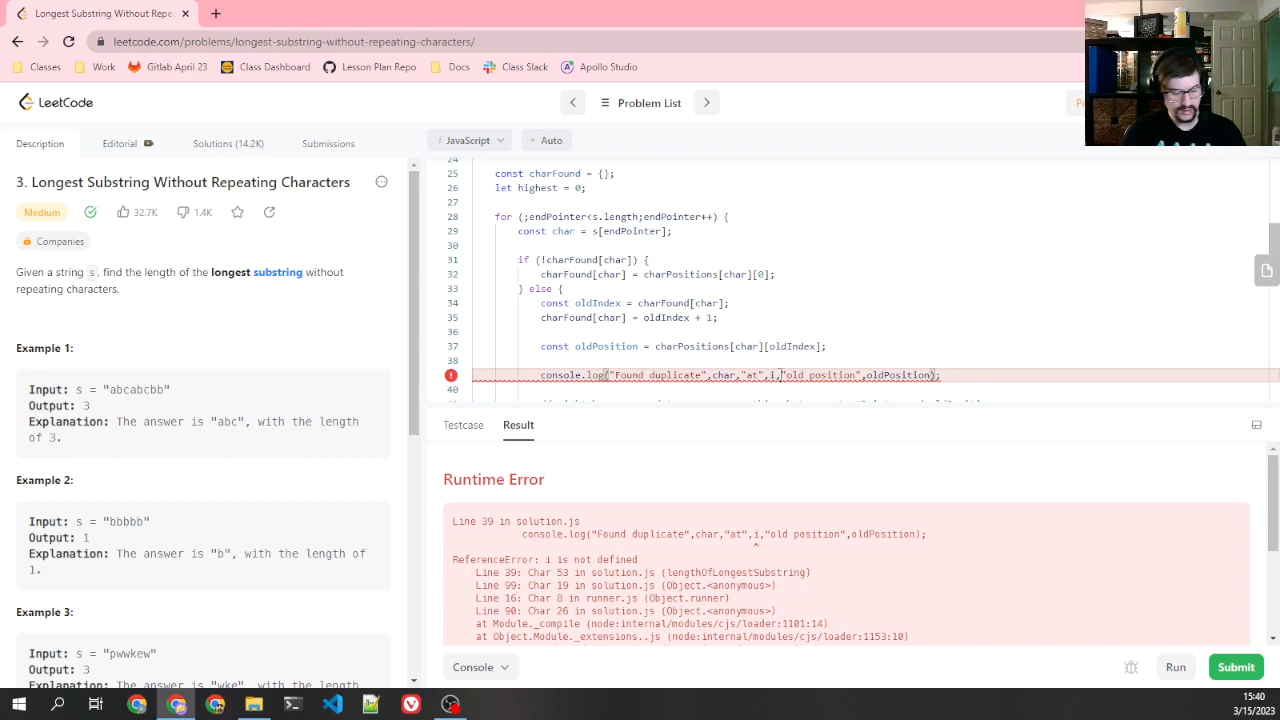 Longest Substring Without Repe
leetcode.com/problems/longest-substring-without-repeating-characters/
Classes
Work
Gitlab April 23
Class Dashboard
Lesson Plan
Class Slack
Apollo Studio
LeetCode
Problem List
Description
Editorial
Solutions (14.2K)
Submissions
JavaScript
Auto
3. Longest Substring Without Repeating Characters
Medium
32.7K
1.4K
Companies
Given a string s, find the length of the longest substring without
repeating characters.
Example 1:
Input: s = "abcabcbb"
Output: 3
Explanation: The answer is "abc", with the length
of 3.
Example 2:
Input: s = "bbbbb"
Output: 1
Explanation: The answer is "b", with the length of
1.
Example 3:
Input: s = "pwwkew"
Output: 3
Explanation: The answer is "wke", with the length of
24
25 const charFound = {};
26 let highest = 0;
27
28 for (;endPointer<s.length;endPointer++) {
29 const char = s[endPointer];
30
31 if (!charFound[char]) {
32 charFound[char] = charPositions[char][0];
33 } else {
34 const oldIndex = charFound[char];
35 charFound[char] = oldIndex + 1;
36
37 const oldPosition = charPositions[char][oldIndex];
38
console.log("Found duplicate",char,"at",i,"old position",oldPosition);
40
Testcase
Result
Runtime Error
Line 39 in solution.js
console.log("Found duplicate",char,"at",i,"old position",oldPosition);
^
ReferenceError: i is not defined
Line 39: Char 53 in solution.js (lengthOfLongestSubstring)
Line 99: Char 19 in solution.js (Object.<anonymous>)
Line 16: Char 8 in runner.js (Object.runner)
Line 90: Char 26 in solution.js (Object.<anonymous>)
at Module._compile (node:internal/modules/cjs/loader:1101:14)
at Object.Module._extensions..js (node:internal/modules/cjs/loader:1153:10)
Console
Run
Submit
15:40
3/15/2023